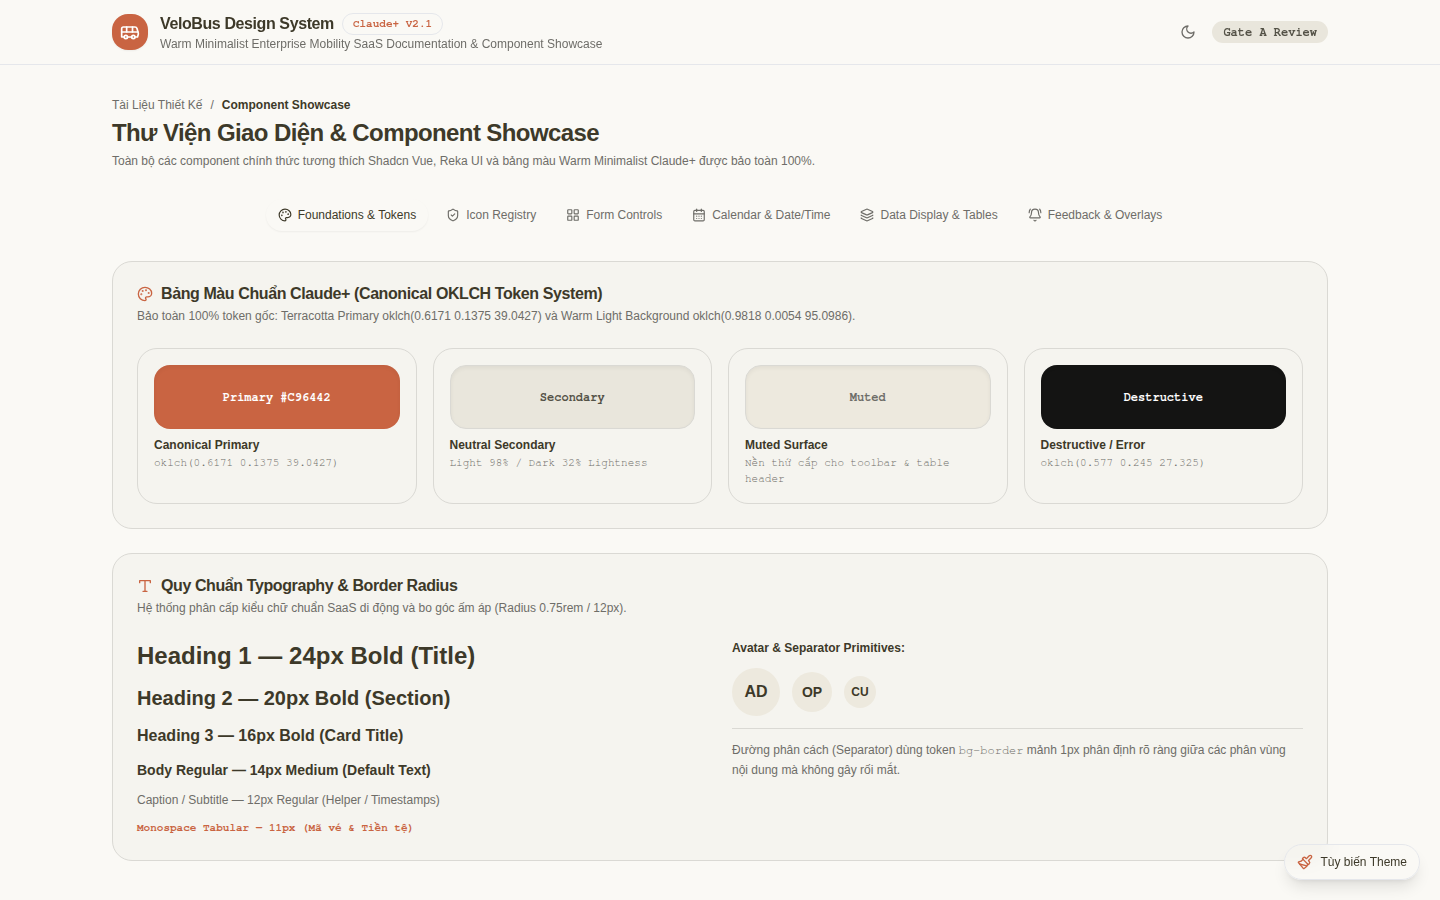 VeloBus Design System
Claude+ V2.1
Warm Minimalist Enterprise Mobility SaaS Documentation & Component Showcase
Gate A Review
Tài Liệu Thiết Kế / Component Showcase
Thư Viện Giao Diện & Component Showcase
Toàn bộ các component chính thức tương thích Shadcn Vue, Reka UI và bảng màu Warm Minimalist Claude+ được bảo toàn 100%.
Foundations & Tokens
Icon Registry
Form Controls
Calendar & Date/Time
Data Display & Tables
Feedback & Overlays
Bảng Màu Chuẩn Claude+ (Canonical OKLCH Token System)
Bảo toàn 100% token gốc: Terracotta Primary oklch(0.6171 0.1375 39.0427) và Warm Light Background oklch(0.9818 0.0054 95.0986).
Primary #C96442
Canonical Primary
oklch(0.6171 0.1375 39.0427)
Secondary
Neutral Secondary
Light 98% / Dark 32% Lightness
Muted
Muted Surface
Nền thứ cấp cho toolbar & table
header
Destructive
Destructive / Error
oklch(0.577 0.245 27.325)
Quy Chuẩn Typography & Border Radius
Hệ thống phân cấp kiểu chữ chuẩn SaaS di động và bo góc ấm áp (Radius 0.75rem / 12px).
Heading 1 — 24px Bold (Title)
Heading 2 — 20px Bold (Section)
Heading 3 — 16px Bold (Card Title)
Body Regular — 14px Medium (Default Text)
Caption / Subtitle — 12px Regular (Helper / Timestamps)
Monospace Tabular — 11px (Mã vé & Tiền tệ)
Avatar & Separator Primitives:
AD
OP
CU
Đường phân cách (Separator) dùng token bg-border mảnh 1px phân định rõ ràng giữa các phân vùng
nội dung mà không gây rối mắt.
Tùy biến Theme